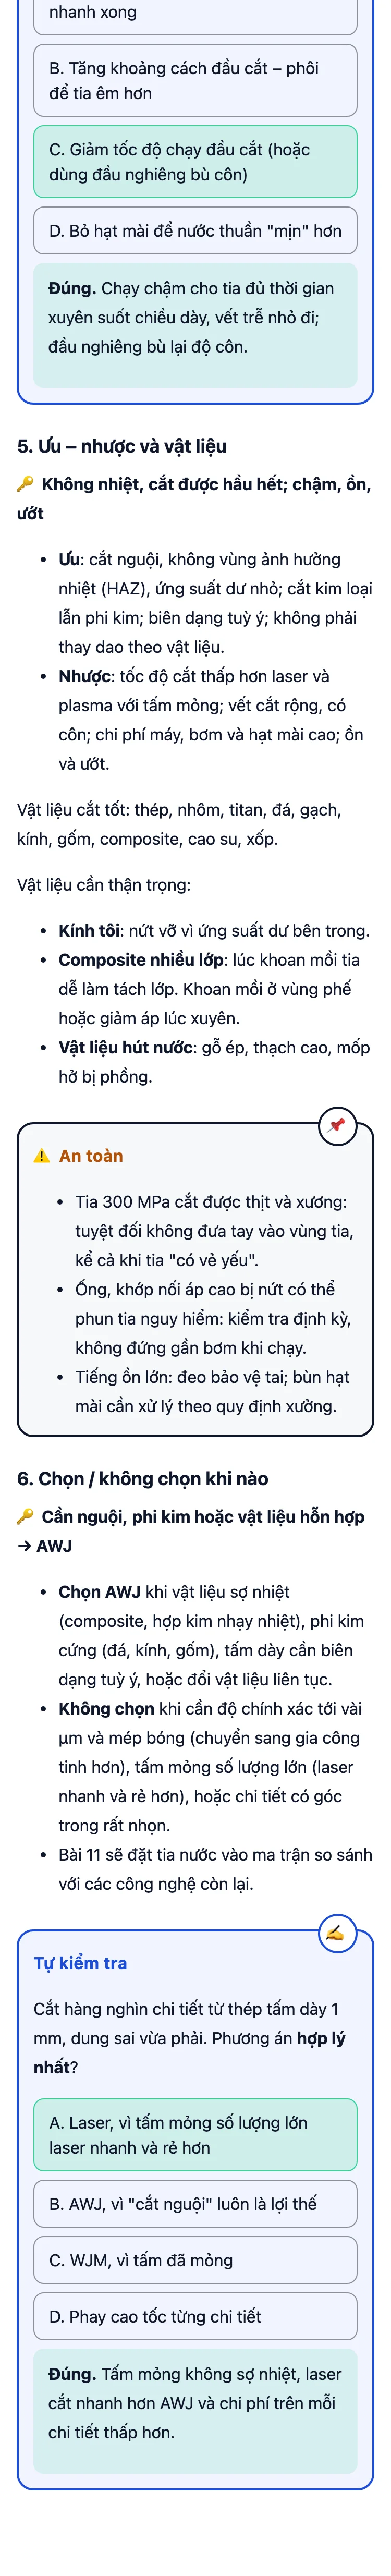 nhanh xong
B. Tăng khoảng cách đầu cắt – phôi
để tia êm hơn
C. Giảm tốc độ chạy đầu cắt (hoặc
dùng đầu nghiêng bù côn)
D. Bỏ hạt mài để nước thuần "mịn" hơn
Đúng. Chạy chậm cho tia đủ thời gian
xuyên suốt chiều dày, vết trễ nhỏ đi;
đầu nghiêng bù lại độ côn.
5. Ưu – nhược và vật liệu
🔑 Không nhiệt, cắt được hầu hết; chậm, ồn,
ướt
• Ưu: cắt nguội, không vùng ảnh hưởng
nhiệt (HAZ), ứng suất dư nhỏ; cắt kim loại
lẫn phi kim; biên dạng tuỳ ý; không phải
thay dao theo vật liệu.
• Nhược: tốc độ cắt thấp hơn laser và
plasma với tấm mỏng; vết cắt rộng, có
côn; chi phí máy, bơm và hạt mài cao; ồn
và ướt.
Vật liệu cắt tốt: thép, nhôm, titan, đá, gạch,
kính, gốm, composite, cao su, xốp.
Vật liệu cần thận trọng:
• Kính tôi: nứt vỡ vì ứng suất dư bên trong.
• Composite nhiều lớp: lúc khoan mồi tia
dễ làm tách lớp. Khoan mồi ở vùng phế
hoặc giảm áp lúc xuyên.
• Vật liệu hút nước: gỗ ép, thạch cao, mốp
hở bị phồng.
📌
⚠️ An toàn
• Tia 300 MPa cắt được thịt và xương:
tuyệt đối không đưa tay vào vùng tia,
kể cả khi tia "có vẻ yếu".
• Ống, khớp nối áp cao bị nứt có thể
phun tia nguy hiểm: kiểm tra định kỳ,
không đứng gần bơm khi chạy.
• Tiếng ồn lớn: đeo bảo vệ tai; bùn hạt
mài cần xử lý theo quy định xưởng.
6. Chọn / không chọn khi nào
🔑 Cần nguội, phi kim hoặc vật liệu hỗn hợp
→ AWJ
• Chọn AWJ khi vật liệu sợ nhiệt
(composite, hợp kim nhạy nhiệt), phi kim
cứng (đá, kính, gốm), tấm dày cần biên
dạng tuỳ ý, hoặc đổi vật liệu liên tục.
• Không chọn khi cần độ chính xác tới vài
µm và mép bóng (chuyển sang gia công
tinh hơn), tấm mỏng số lượng lớn (laser
nhanh và rẻ hơn), hoặc chi tiết có góc
trong rất nhọn.
• Bài 11 sẽ đặt tia nước vào ma trận so sánh
với các công nghệ còn lại.
✍️
Tự kiểm tra
Cắt hàng nghìn chi tiết từ thép tấm dày 1
mm, dung sai vừa phải. Phương án hợp lý
nhất?
A. Laser, vì tấm mỏng số lượng lớn
laser nhanh và rẻ hơn
B. AWJ, vì "cắt nguội" luôn là lợi thế
C. WJM, vì tấm đã mỏng
D. Phay cao tốc từng chi tiết
Đúng. Tấm mỏng không sợ nhiệt, laser
cắt nhanh hơn AWJ và chi phí trên mỗi
chi tiết thấp hơn.